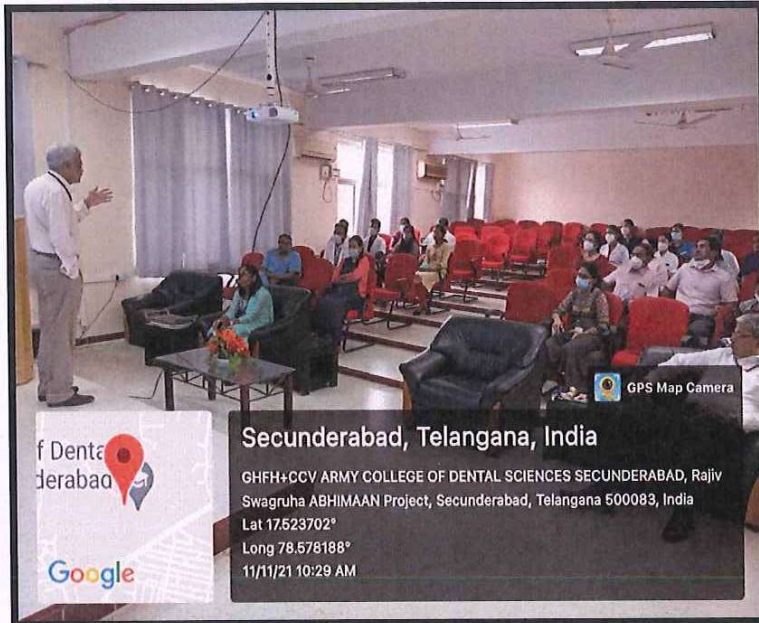 GPS Map Camera
Secunderabad, Telangana, India
GHFH+CCV ARMY COLLEGE OF DENTAL SCIENCES SECUNDERABAD, Rajiv
Swagruha ABHIMAAN Project, Secunderabad, Telangana 500083, India
Lat 17.523702°
Long 78.578188°
11/11/21 10:29 AM
f Denta
derabad
Google